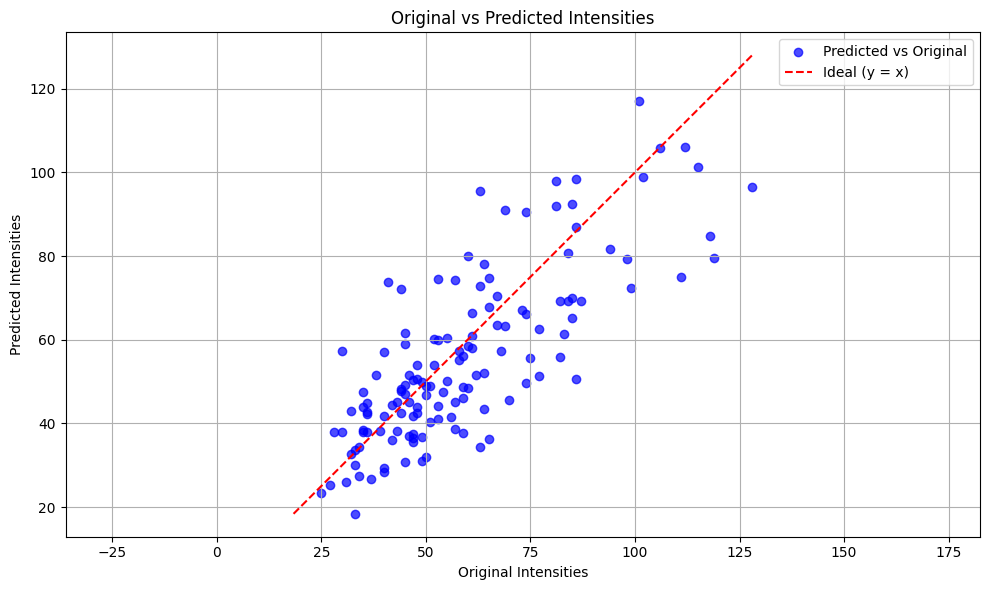 Original vs Predicted Intensities
Predicted vs Original
Ideal (y = x)
Predicted Intensities
120
100
80
60
40
20
−25 0 25 50 75 100 125 150 175
Original Intensities